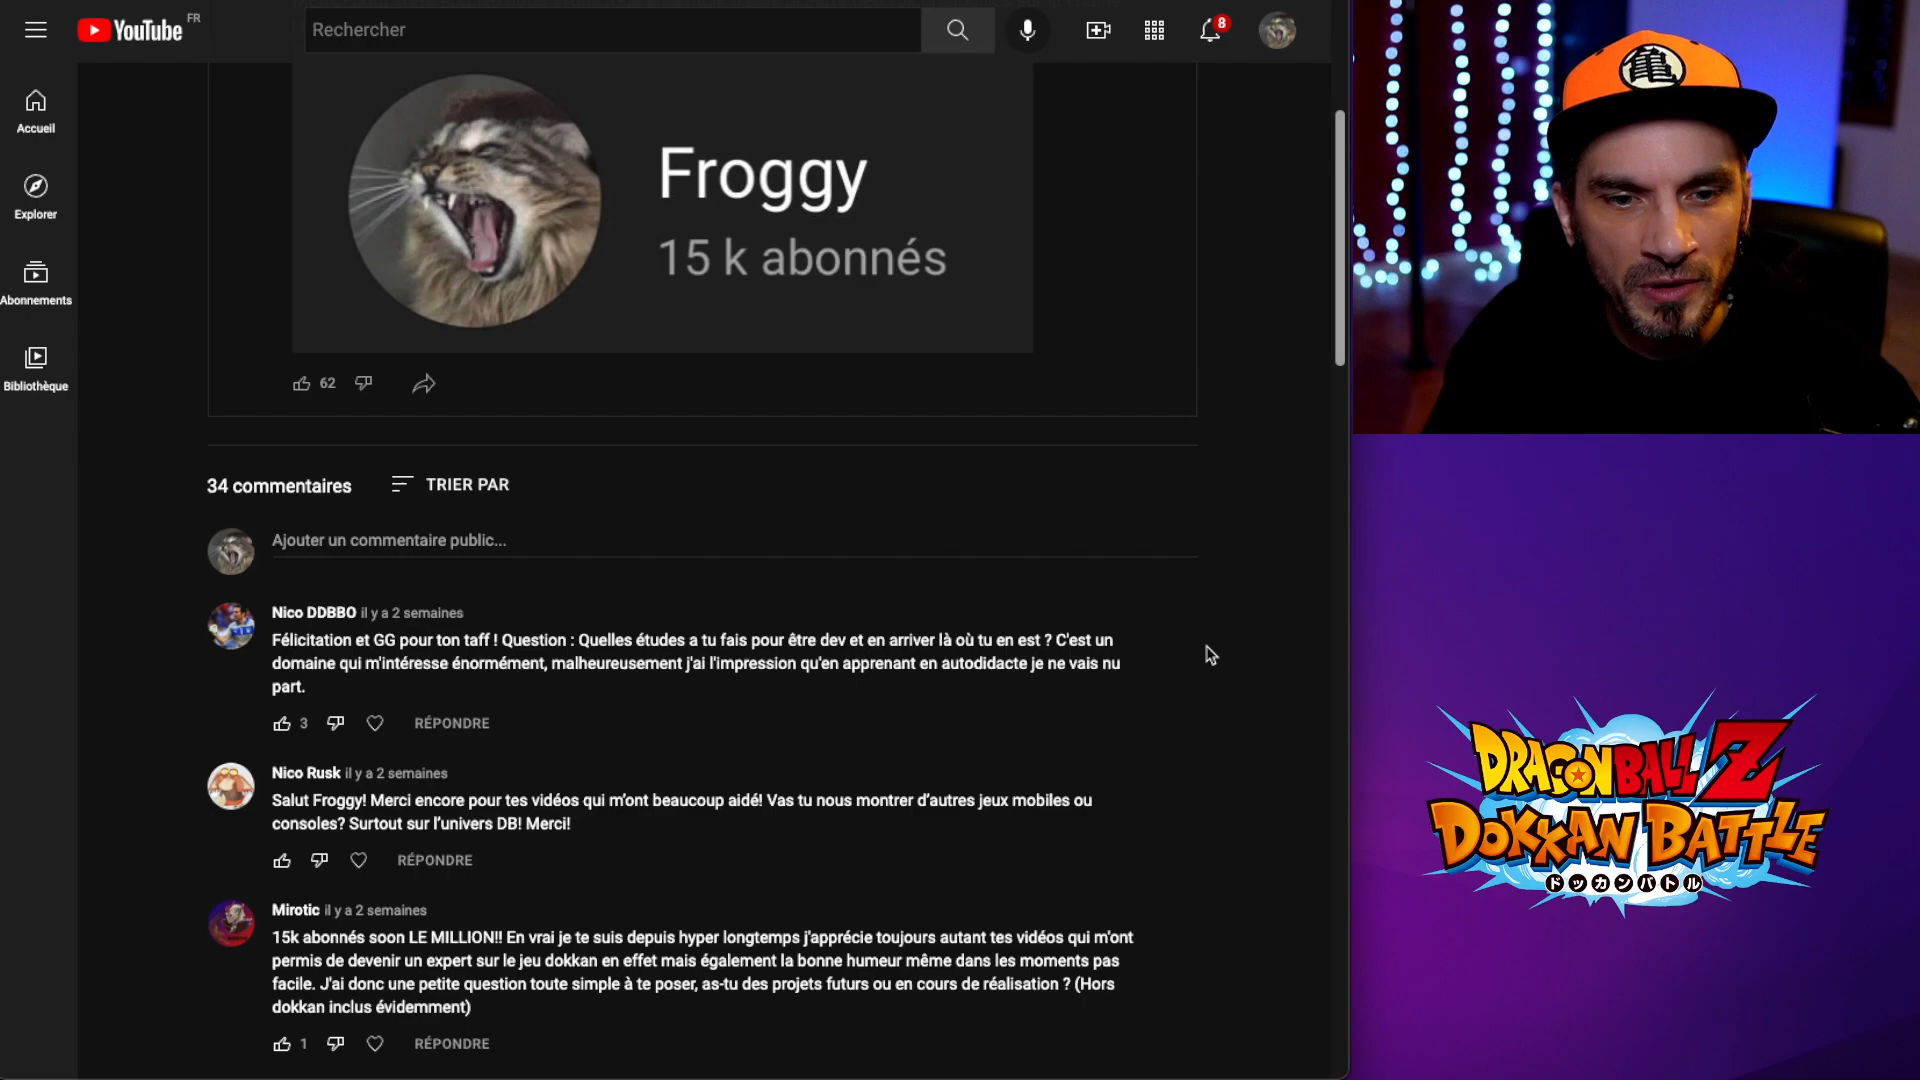 YouTube FR
Rechercher
8
Accueil
Explorer
Abonnements
Bibliothèque
Froggy
15 k abonnés
62
34 commentaires
TRIER PAR
Ajouter un commentaire public...
Nico DDBBO il y a 2 semaines
Félicitation et GG pour ton taff ! Question : Quelles études a tu fais pour être dev et en arriver là où tu en est ? C'est un
domaine qui m'intéresse énormément, malheureusement j'ai l'impression qu'en apprenant en autodidacte je ne vais nu
part.
3
RÉPONDRE
Nico Rusk il y a 2 semaines
Salut Froggy! Merci encore pour tes vidéos qui m’ont beaucoup aidé! Vas tu nous montrer d’autres jeux mobiles ou
consoles? Surtout sur l’univers DB! Merci!
RÉPONDRE
Mirotic il y a 2 semaines
15k abonnés soon LE MILLION!! En vrai je te suis depuis hyper longtemps j'apprécie toujours autant tes vidéos qui m'ont
permis de devenir un expert sur le jeu dokkan en effet mais également la bonne humeur même dans les moments pas
facile. J'ai donc une petite question toute simple à te poser, as-tu des projets futurs ou en cours de réalisation ? (Hors
dokkan inclus évidemment)
1
RÉPONDRE
亀
DRAGONBALL Z
DOKKAN BATTLE
ドッカンバトル